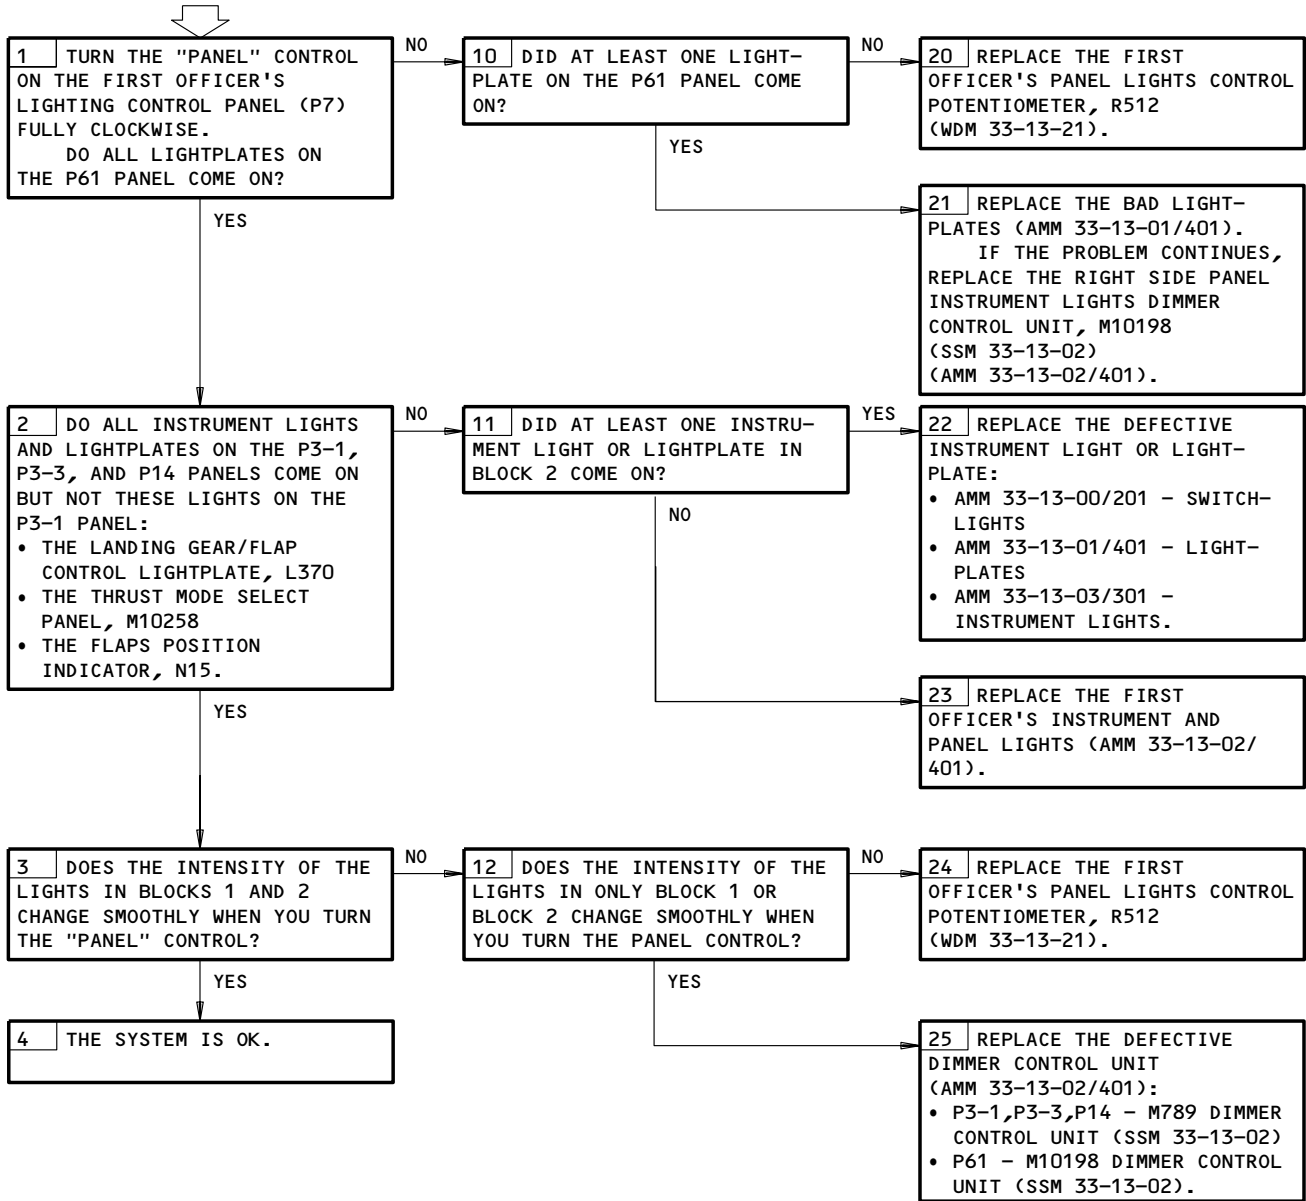 1 TURN THE "PANEL" CONTROL
ON THE FIRST OFFICER'S
LIGHTING CONTROL PANEL (P7)
FULLY CLOCKWISE.
DO ALL LIGHTPLATES ON
THE P61 PANEL COME ON?
NO
10 DID AT LEAST ONE LIGHT-
PLATE ON THE P61 PANEL COME
ON?
NO
20 REPLACE THE FIRST
OFFICER'S PANEL LIGHTS CONTROL
POTENTIOMETER, R512
(WDM 33-13-21).
YES
21 REPLACE THE BAD LIGHT-
PLATES (AMM 33-13-01/401).
IF THE PROBLEM CONTINUES,
REPLACE THE RIGHT SIDE PANEL
INSTRUMENT LIGHTS DIMMER
CONTROL UNIT, M10198
(SSM 33-13-02)
(AMM 33-13-02/401).
YES
2 DO ALL INSTRUMENT LIGHTS
AND LIGHTPLATES ON THE P3-1,
P3-3, AND P14 PANELS COME ON
BUT NOT THESE LIGHTS ON THE
P3-1 PANEL:
• THE LANDING GEAR/FLAP
CONTROL LIGHTPLATE, L370
• THE THRUST MODE SELECT
PANEL, M10258
• THE FLAPS POSITION
INDICATOR, N15.
NO
11 DID AT LEAST ONE INSTRU-
MENT LIGHT OR LIGHTPLATE IN
BLOCK 2 COME ON?
YES
22 REPLACE THE DEFECTIVE
INSTRUMENT LIGHT OR LIGHT-
PLATE:
• AMM 33-13-00/201 - SWITCH-
LIGHTS
• AMM 33-13-01/401 - LIGHT-
PLATES
• AMM 33-13-03/301 -
INSTRUMENT LIGHTS.
NO
23 REPLACE THE FIRST
OFFICER'S INSTRUMENT AND
PANEL LIGHTS (AMM 33-13-02/
401).
YES
3 DOES THE INTENSITY OF THE
LIGHTS IN BLOCKS 1 AND 2
CHANGE SMOOTHLY WHEN YOU TURN
THE "PANEL" CONTROL?
NO
12 DOES THE INTENSITY OF THE
LIGHTS IN ONLY BLOCK 1 OR
BLOCK 2 CHANGE SMOOTHLY WHEN
YOU TURN THE PANEL CONTROL?
NO
24 REPLACE THE FIRST
OFFICER'S PANEL LIGHTS CONTROL
POTENTIOMETER, R512
(WDM 33-13-21).
YES
4 THE SYSTEM IS OK.
YES
25 REPLACE THE DEFECTIVE
DIMMER CONTROL UNIT
(AMM 33-13-02/401):
• P3-1,P3-3,P14 - M789 DIMMER
CONTROL UNIT (SSM 33-13-02)
• P61 - M10198 DIMMER CONTROL
UNIT (SSM 33-13-02).